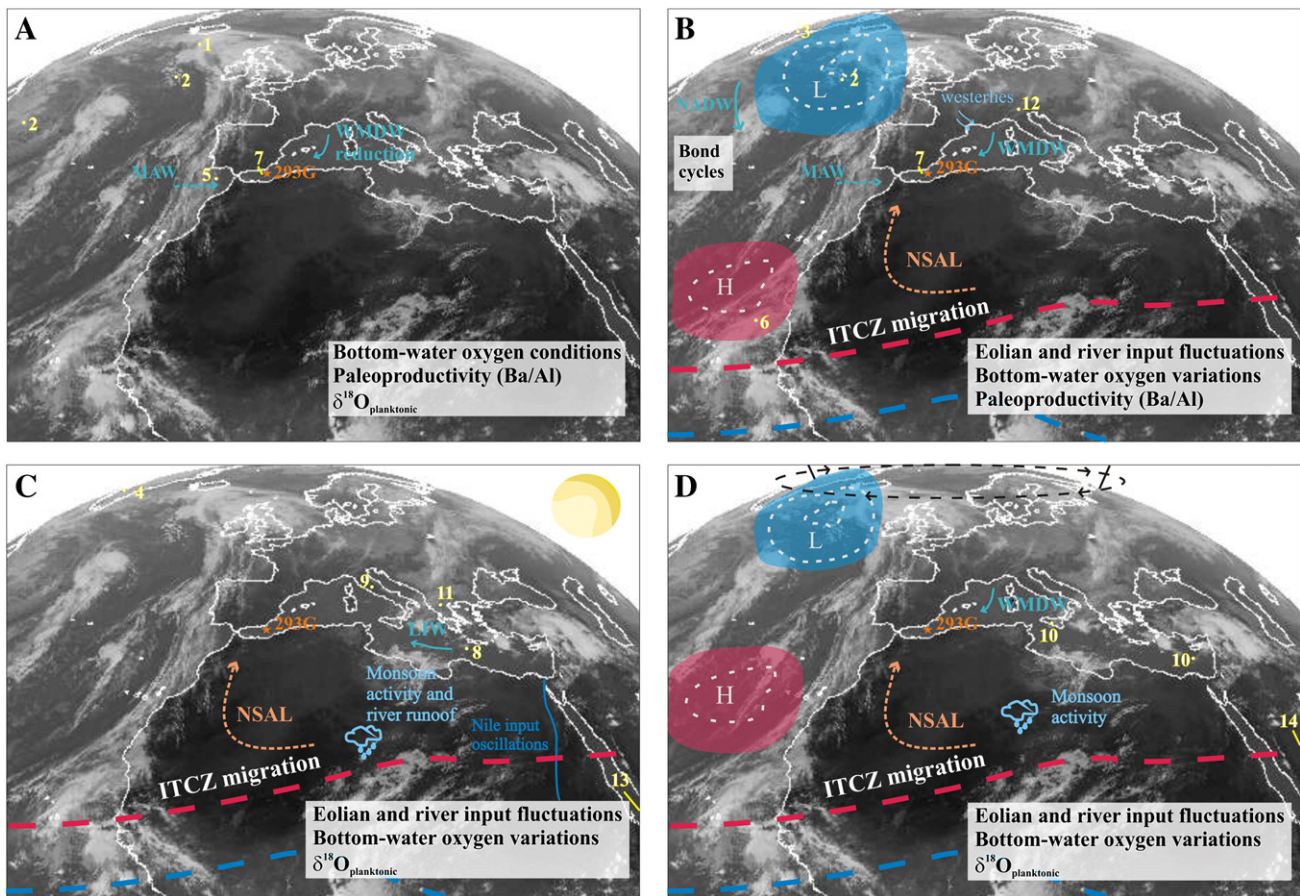 A
1
2
2
WMDW
reduction
MAW
5
7
293G
Bottom-water oxygen conditions
Paleoproductivity (Ba/Al)
δ¹⁸Oplanktonic
B
3
L
2
NADW
westerlies
12
Bond
cycles
WMDW
MAW
7
293G
NSAL
H
6
ITCZ migration
Eolian and river input fluctuations
Bottom-water oxygen variations
Paleoproductivity (Ba/Al)
C
4
9
11
293G
LIW
8
Monsoon
activity and
river runoof
NSAL
Nile input
oscillations
ITCZ migration
13
Eolian and river input fluctuations
Bottom-water oxygen variations
δ¹⁸Oplanktonic
D
L
WMDW
293G
10
10
H
NSAL
Monsoon
activity
14
ITCZ migration
Eolian and river input fluctuations
Bottom-water oxygen variations
δ¹⁸Oplanktonic